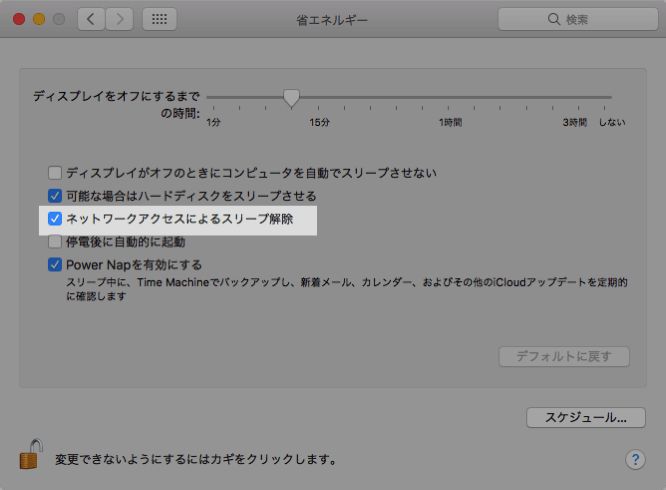 省エネルギー
検索
ディスプレイをオフにするまで
の時間:
1分 15分 1時間 3時間 しない
ディスプレイがオフのときにコンピュータを自動でスリープさせない
可能な場合はハードディスクをスリープさせる
ネットワークアクセスによるスリープ解除
停電後に自動的に起動
Power Napを有効にする
スリープ中に、Time Machineでバックアップし、新着メール、カレンダー、およびその他のiCloudアップデートを定期的
に確認します
デフォルトに戻す
スケジュール...
変更できないようにするにはカギをクリックします。
?